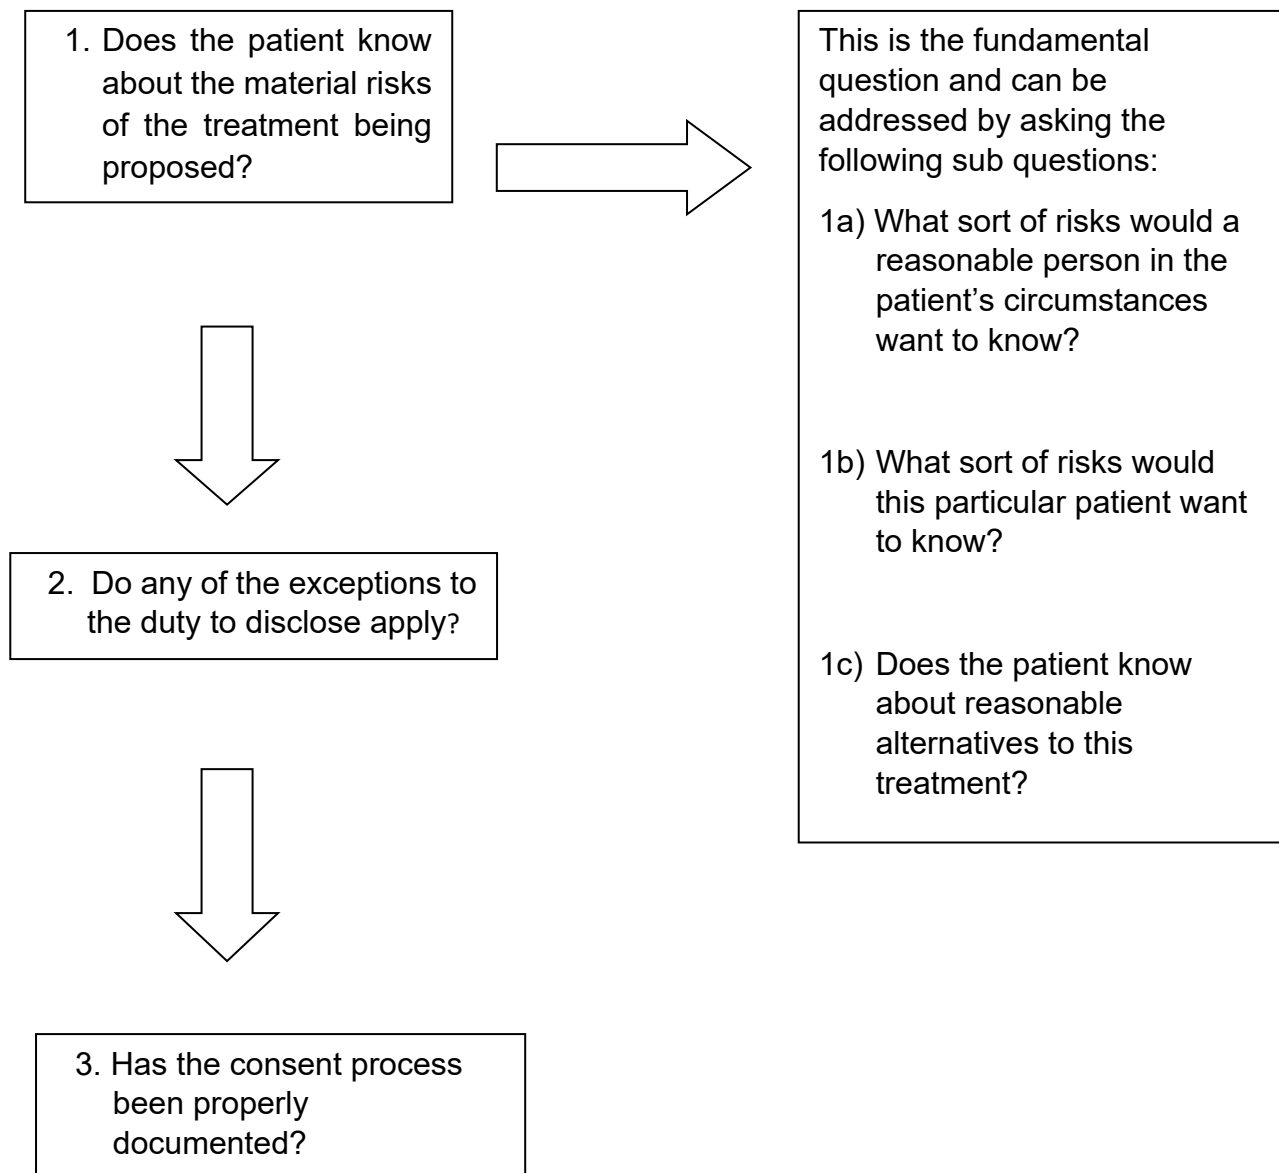 1. Does the patient know
about the material risks
of the treatment being
proposed?
This is the fundamental
question and can be
addressed by asking the
following sub questions:
1a) What sort of risks would a
reasonable person in the
patient’s circumstances
want to know?
1b) What sort of risks would
this particular patient want
to know?
1c) Does the patient know
about reasonable
alternatives to this
treatment?
2. Do any of the exceptions to
the duty to disclose apply?
3. Has the consent process
been properly
documented?